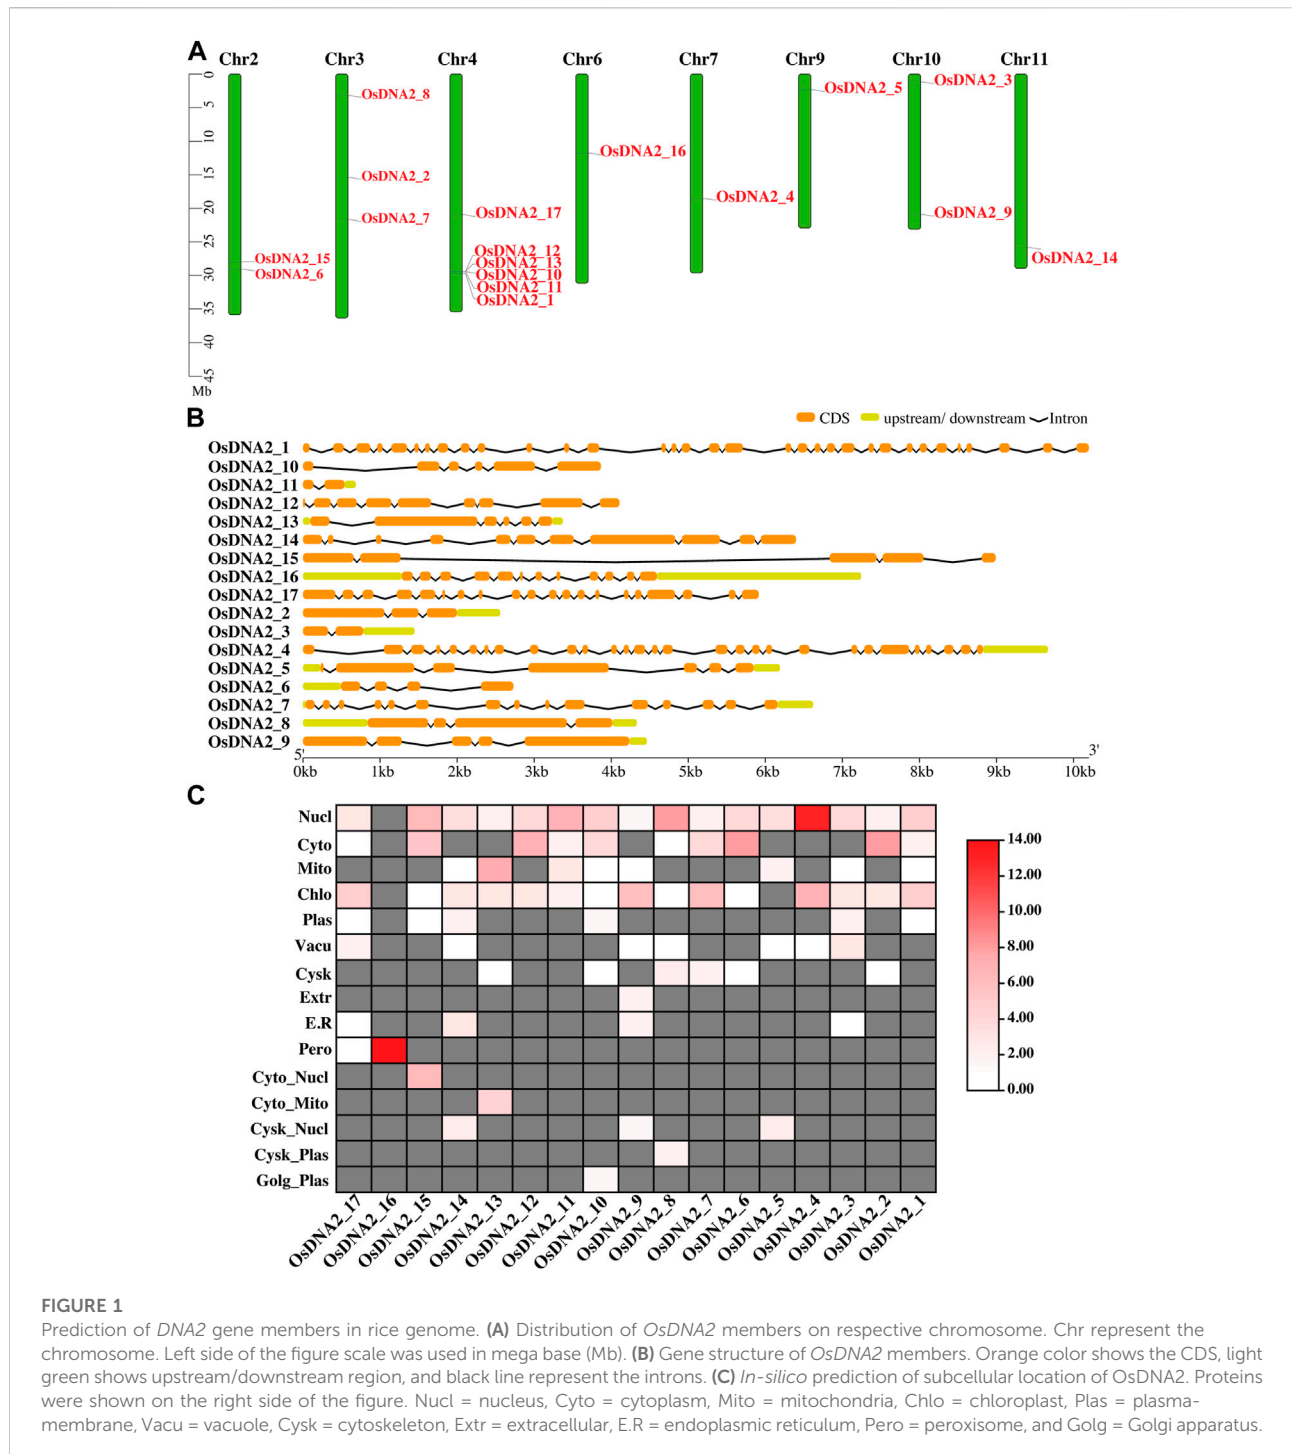 A
Chr2 Chr3 Chr4 Chr6 Chr7 Chr9 Chr10 Chr11
0
5
10
15
20
25
30
35
40
45
Mb
OsDNA2_15
OsDNA2_6
OsDNA2_8
OsDNA2_2
OsDNA2_7
OsDNA2_17
OsDNA2_12
OsDNA2_13
OsDNA2_10
OsDNA2_11
OsDNA2_1
OsDNA2_16
OsDNA2_4
OsDNA2_5
OsDNA2_3
OsDNA2_9
OsDNA2_14
B
CDS upstream/ downstream Intron
OsDNA2_1
OsDNA2_10
OsDNA2_11
OsDNA2_12
OsDNA2_13
OsDNA2_14
OsDNA2_15
OsDNA2_16
OsDNA2_17
OsDNA2_2
OsDNA2_3
OsDNA2_4
OsDNA2_5
OsDNA2_6
OsDNA2_7
OsDNA2_8
OsDNA2_9
5' 3'
0kb 1kb 2kb 3kb 4kb 5kb 6kb 7kb 8kb 9kb 10kb
C
Nucl
Cyto
Mito
Chlo
Plas
Vacu
Cysk
Extr
E.R
Pero
Cyto_Nucl
Cyto_Mito
Cysk_Nucl
Cysk_Plas
Golg_Plas
14.00
12.00
10.00
8.00
6.00
4.00
2.00
0.00
OsDNA2_17 OsDNA2_16 OsDNA2_15 OsDNA2_14 OsDNA2_13 OsDNA2_12 OsDNA2_11 OsDNA2_10 OsDNA2_9 OsDNA2_8 OsDNA2_7 OsDNA2_6 OsDNA2_5 OsDNA2_4 OsDNA2_3 OsDNA2_2 OsDNA2_1
FIGURE 1
Prediction of DNA2 gene members in rice genome. (A) Distribution of OsDNA2 members on respective chromosome. Chr represent the
chromosome. Left side of the figure scale was used in mega base (Mb). (B) Gene structure of OsDNA2 members. Orange color shows the CDS, light
green shows upstream/downstream region, and black line represent the introns. (C) In-silico prediction of subcellular location of OsDNA2. Proteins
were shown on the right side of the figure. Nucl = nucleus, Cyto = cytoplasm, Mito = mitochondria, Chlo = chloroplast, Plas = plasma-
membrane, Vacu = vacuole, Cysk = cytoskeleton, Extr = extracellular, E.R = endoplasmic reticulum, Pero = peroxisome, and Golg = Golgi apparatus.